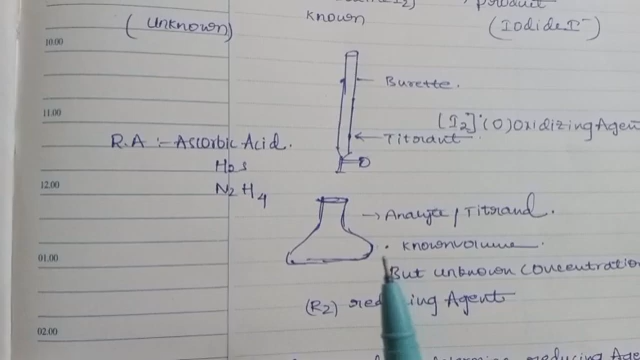 (Unknown)
known
product
(Iodide I⁻)
10.00
Burette.
11.00
[I2] (O) Oxidizing Agent
Titrant
R.A :- Ascorbic Acid.
H2S
12.00
N2H4
→ Analyte / Titrand.
• known volume
01.00
But unknown Concentration
(R2) reducing Agent
02.00